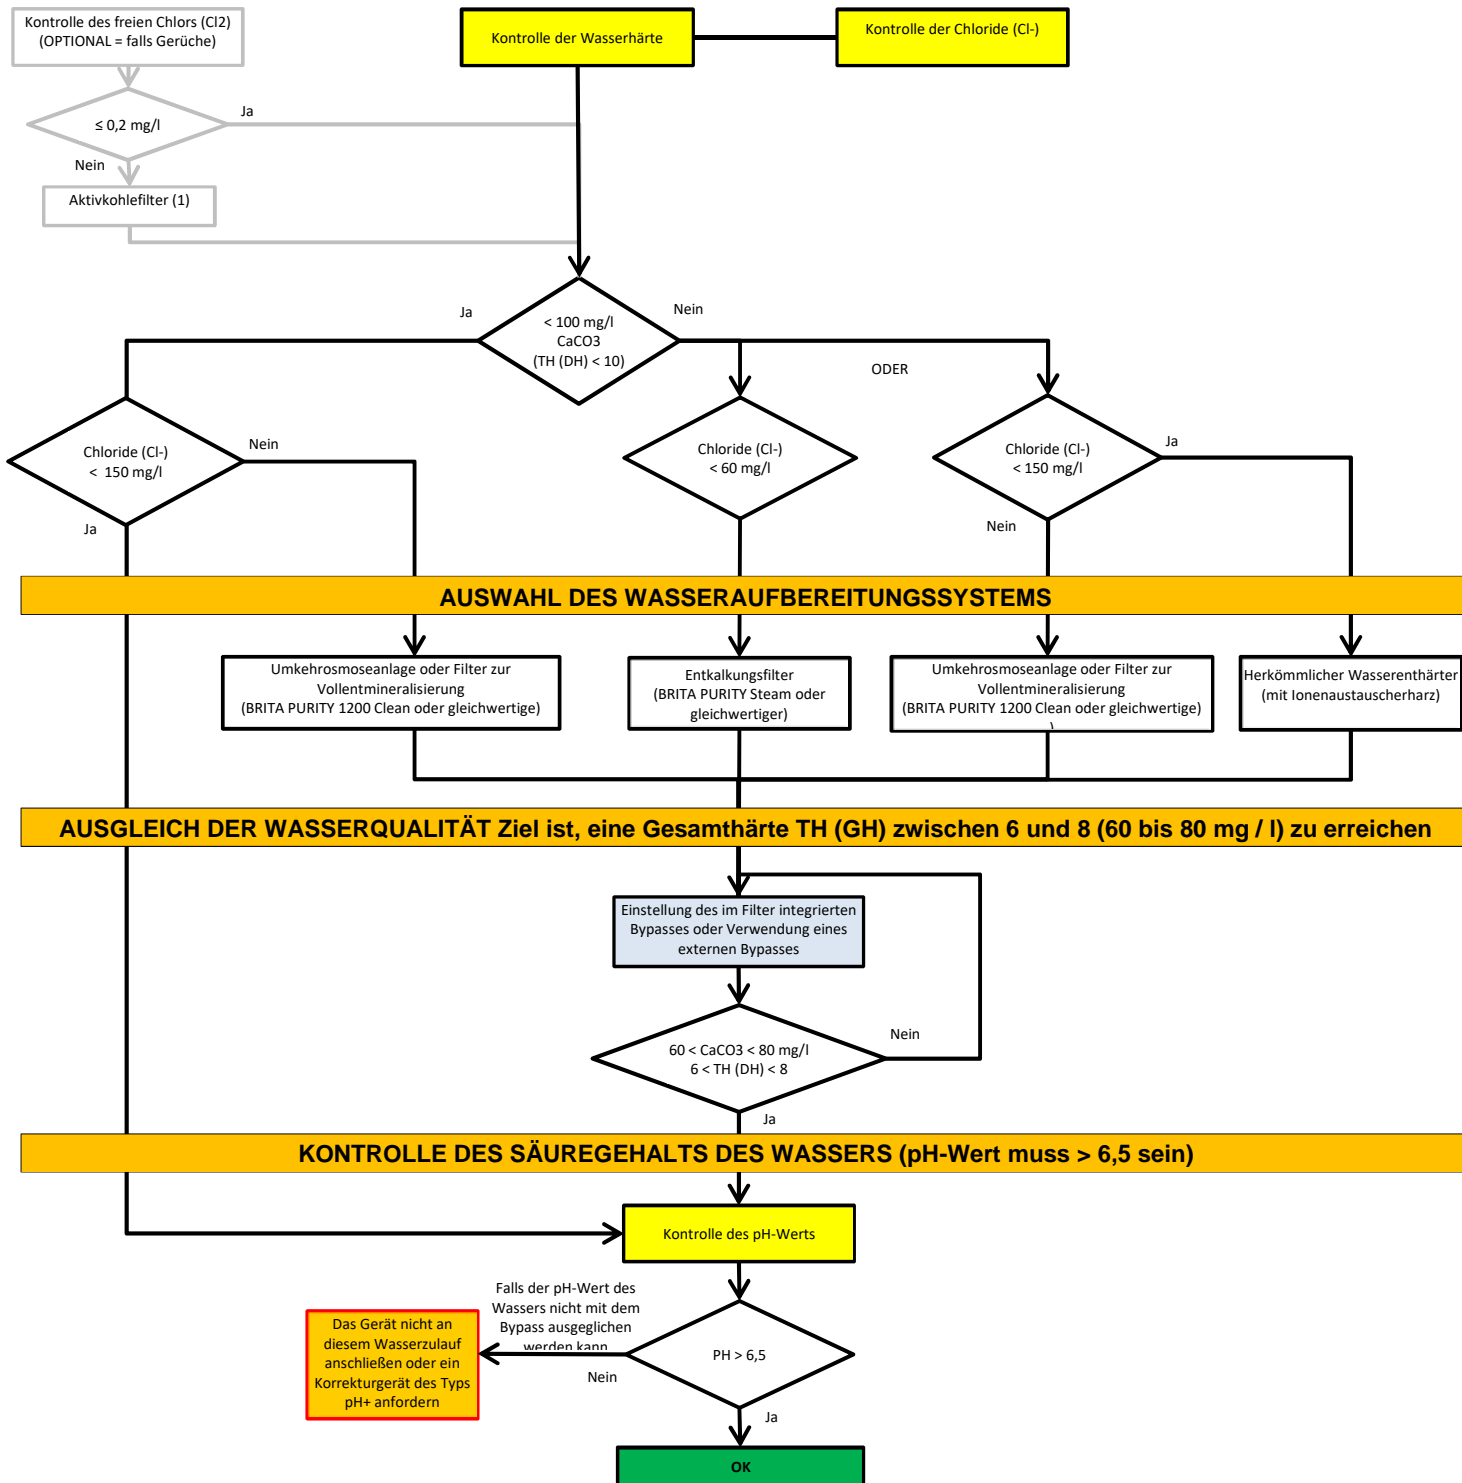 Kontrolle des freien Chlors (Cl2)
(OPTIONAL = falls Gerüche)
Kontrolle der Wasserhärte
Kontrolle der Chloride (Cl-)
≤ 0,2 mg/l
Ja
Nein
Aktivkohlefilter (1)
Ja
< 100 mg/l
CaCO3
(TH (DH) < 10)
Nein
ODER
Chloride (Cl-)
< 150 mg/l
Nein
Ja
Chloride (Cl-)
< 60 mg/l
Chloride (Cl-)
< 150 mg/l
Ja
Nein
AUSWAHL DES WASSERAUFBEREITUNGSSYSTEMS
Umkehrosmoseanlage oder Filter zur
Vollentmineralisierung
(BRITA PURITY 1200 Clean oder gleichwertige)
Entkalkungsfilter
(BRITA PURITY Steam oder
gleichwertiger)
Umkehrosmoseanlage oder Filter zur
Vollentmineralisierung
(BRITA PURITY 1200 Clean oder gleichwertige)
)
Herkömmlicher Wasserenthärter
(mit Ionenaustauscherharz)
AUSGLEICH DER WASSERQUALITÄT Ziel ist, eine Gesamthärte TH (GH) zwischen 6 und 8 (60 bis 80 mg / l) zu erreichen
Einstellung des im Filter integrierten
Bypasses oder Verwendung eines
externen Bypasses
60 < CaCO3 < 80 mg/l
6 < TH (DH) < 8
Nein
Ja
KONTROLLE DES SÄUREGEHALTS DES WASSERS (pH-Wert muss > 6,5 sein)
Kontrolle des pH-Werts
Falls der pH-Wert des
Wassers nicht mit dem
Bypass ausgeglichen
werden kann
Das Gerät nicht an
diesem Wasserzulauf
anschließen oder ein
Korrekturgerät des Typs
pH+ anfordern
PH > 6,5
Nein
Ja
OK